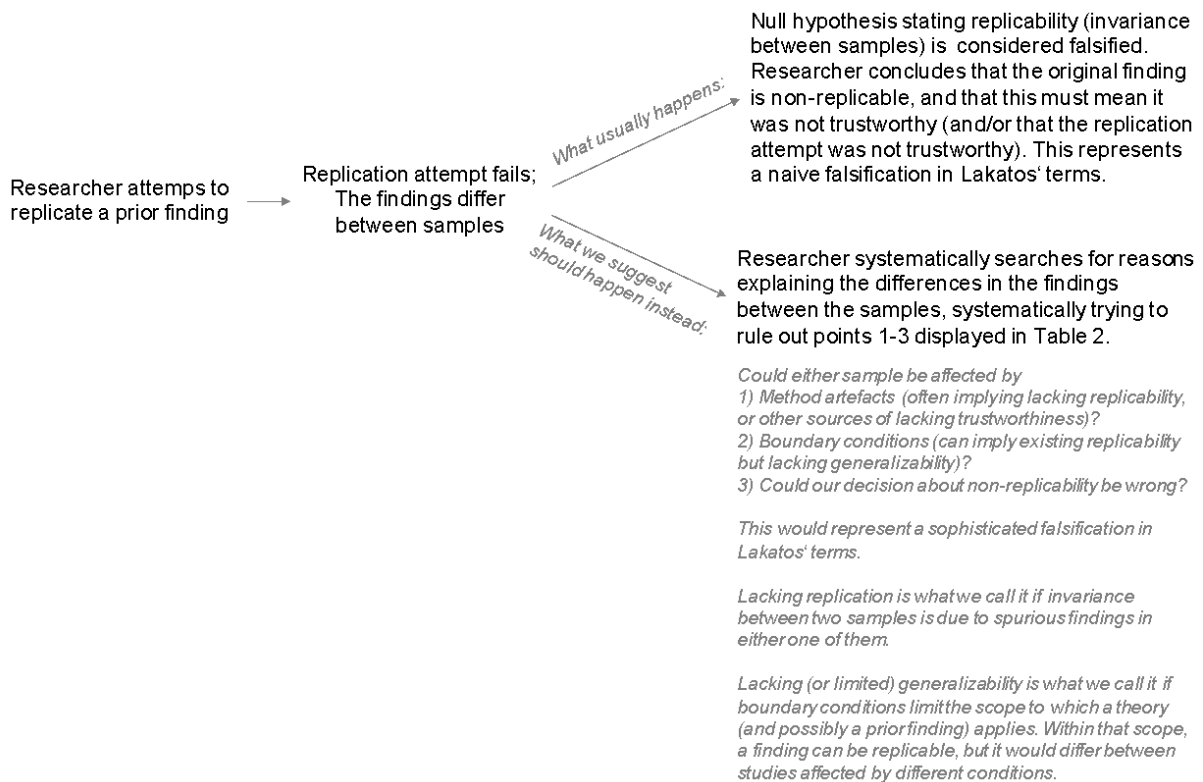 Researcher attemps to
replicate a prior finding
Replication attempt fails;
The findings differ
between samples
What usually happens:
Null hypothesis stating replicability (invariance
between samples) is considered falsified.
Researcher concludes that the original finding
is non-replicable, and that this must mean it
was not trustworthy (and/or that the replication
attempt was not trustworthy). This represents
a naive falsification in Lakatos‘ terms.
What we suggest
should happen instead:
Researcher systematically searches for reasons
explaining the differences in the findings
between the samples, systematically trying to
rule out points 1-3 displayed in Table 2.
Could either sample be affected by
1) Method artefacts (often implying lacking replicability,
or other sources of lacking trustworthiness)?
2) Boundary conditions (can imply existing replicability
but lacking generalizability)?
3) Could our decision about non-replicability be wrong?
This would represent a sophisticated falsification in
Lakatos‘ terms.
Lacking replication is what we call it if invariance
between two samples is due to spurious findings in
either one of them.
Lacking (or limited) generalizability is what we call it if
boundary conditions limit the scope to which a theory
(and possibly a prior finding) applies. Within that scope,
a finding can be replicable, but it would differ between
studies affected by different conditions.